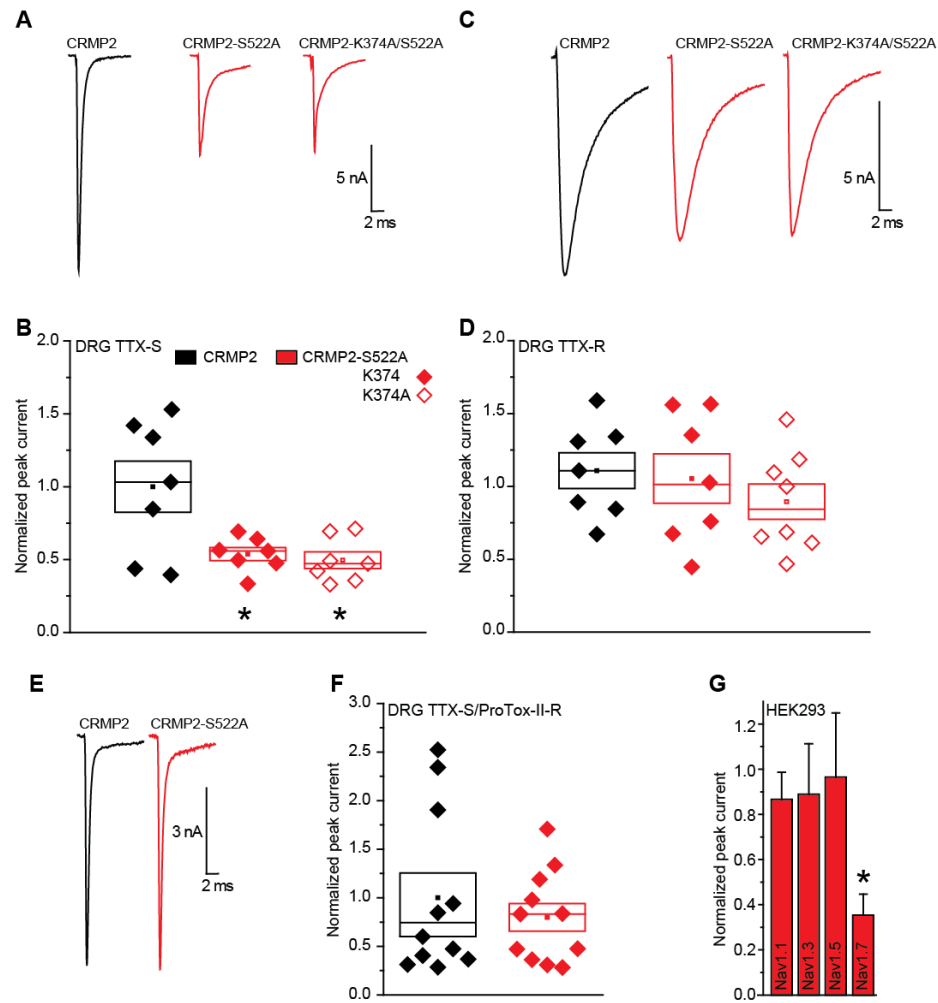 A
CRMP2
CRMP2-S522A
CRMP2-K374A/S522A
5 nA
2 ms
C
CRMP2
CRMP2-S522A
CRMP2-K374A/S522A
5 nA
2 ms
B
DRG TTX-S
CRMP2
CRMP2-S522A
K374
K374A
Normalized peak current
2.0
1.5
1.0
0.5
0.0
*
*
D
DRG TTX-R
Normalized peak current
2.0
1.5
1.0
0.5
0.0
E
CRMP2
CRMP2-S522A
3 nA
2 ms
F
DRG TTX-S/ProTox-II-R
Normalized peak current
3.0
2.5
2.0
1.5
1.0
0.5
0.0
G
HEK293
Normalized peak current
1.2
1.0
0.8
0.6
0.4
0.2
0.0
Nav1.1
Nav1.3
Nav1.5
Nav1.7
*